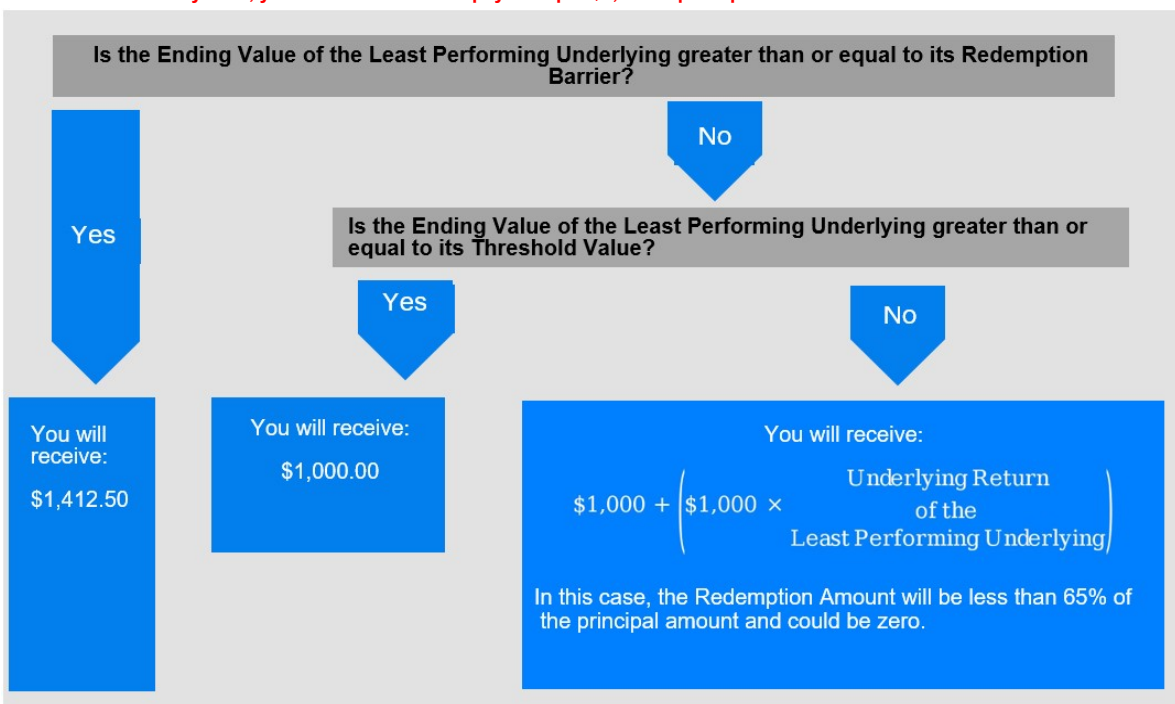 Is the Ending Value of the Least Performing Underlying greater than or equal to its Redemption
Barrier?
No
Yes
Is the Ending Value of the Least Performing Underlying greater than or
equal to its Threshold Value?
Yes
No
You will
receive:
$1,412.50
You will receive:
$1,000.00
You will receive:
$1,000 + ($1,000 × Underlying Return
of the
Least Performing Underlying)
In this case, the Redemption Amount will be less than 65% of
the principal amount and could be zero.